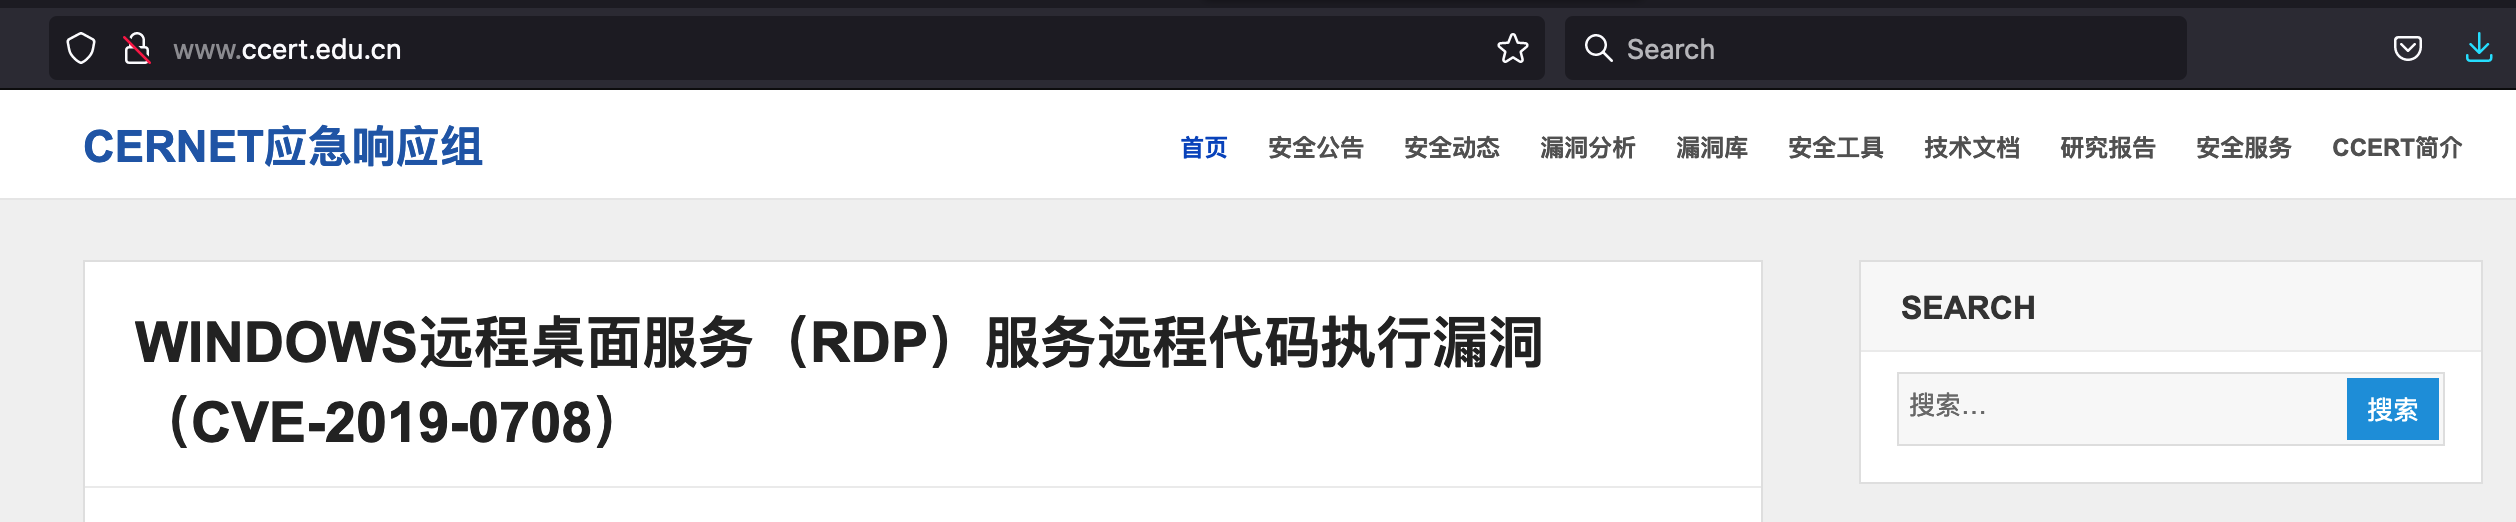 www.ccert.edu.cn
Search
CERNET应急响应组
首页 安全公告 安全动态 漏洞分析 漏洞库 安全工具 技术文档 研究报告 安全服务 CCERT简介
WINDOWS远程桌面服务（RDP）服务远程代码执行漏洞
（CVE-2019-0708）
SEARCH
搜索...
搜索